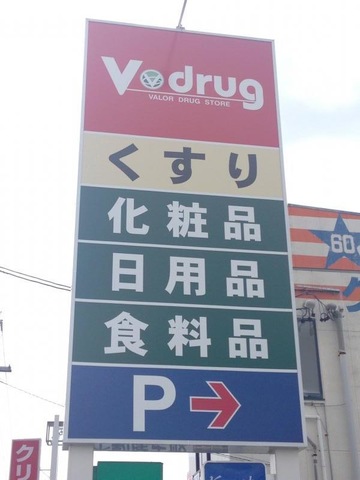 V drug
VALOR DRUG STORE
くすり
化粧品
日用品
食料品
P →
60
クリ